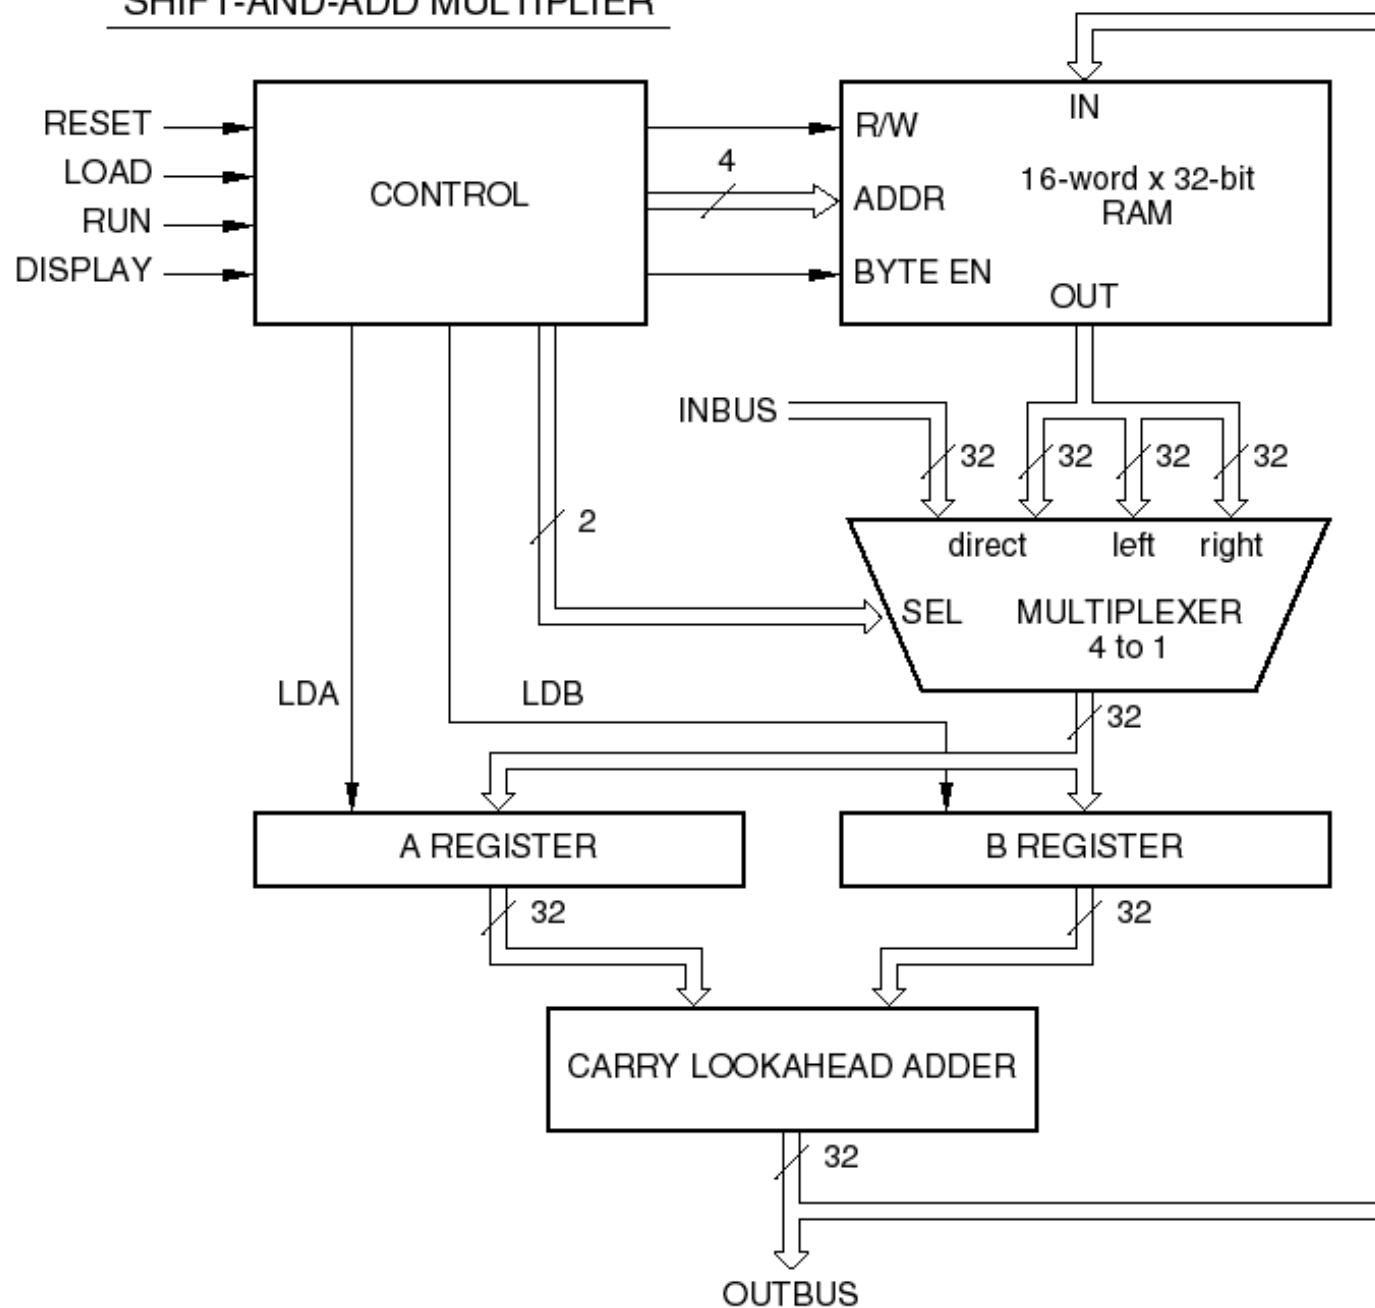 SHIFT-AND-ADD MULTIPLIER
RESET
LOAD
RUN
DISPLAY
CONTROL
4
R/W
ADDR
BYTE EN
IN
16-word x 32-bit
RAM
OUT
INBUS
32
32
32
32
2
direct
left
right
SEL
MULTIPLEXER
4 to 1
LDA
LDB
32
A REGISTER
B REGISTER
32
32
CARRY LOOKAHEAD ADDER
32
OUTBUS